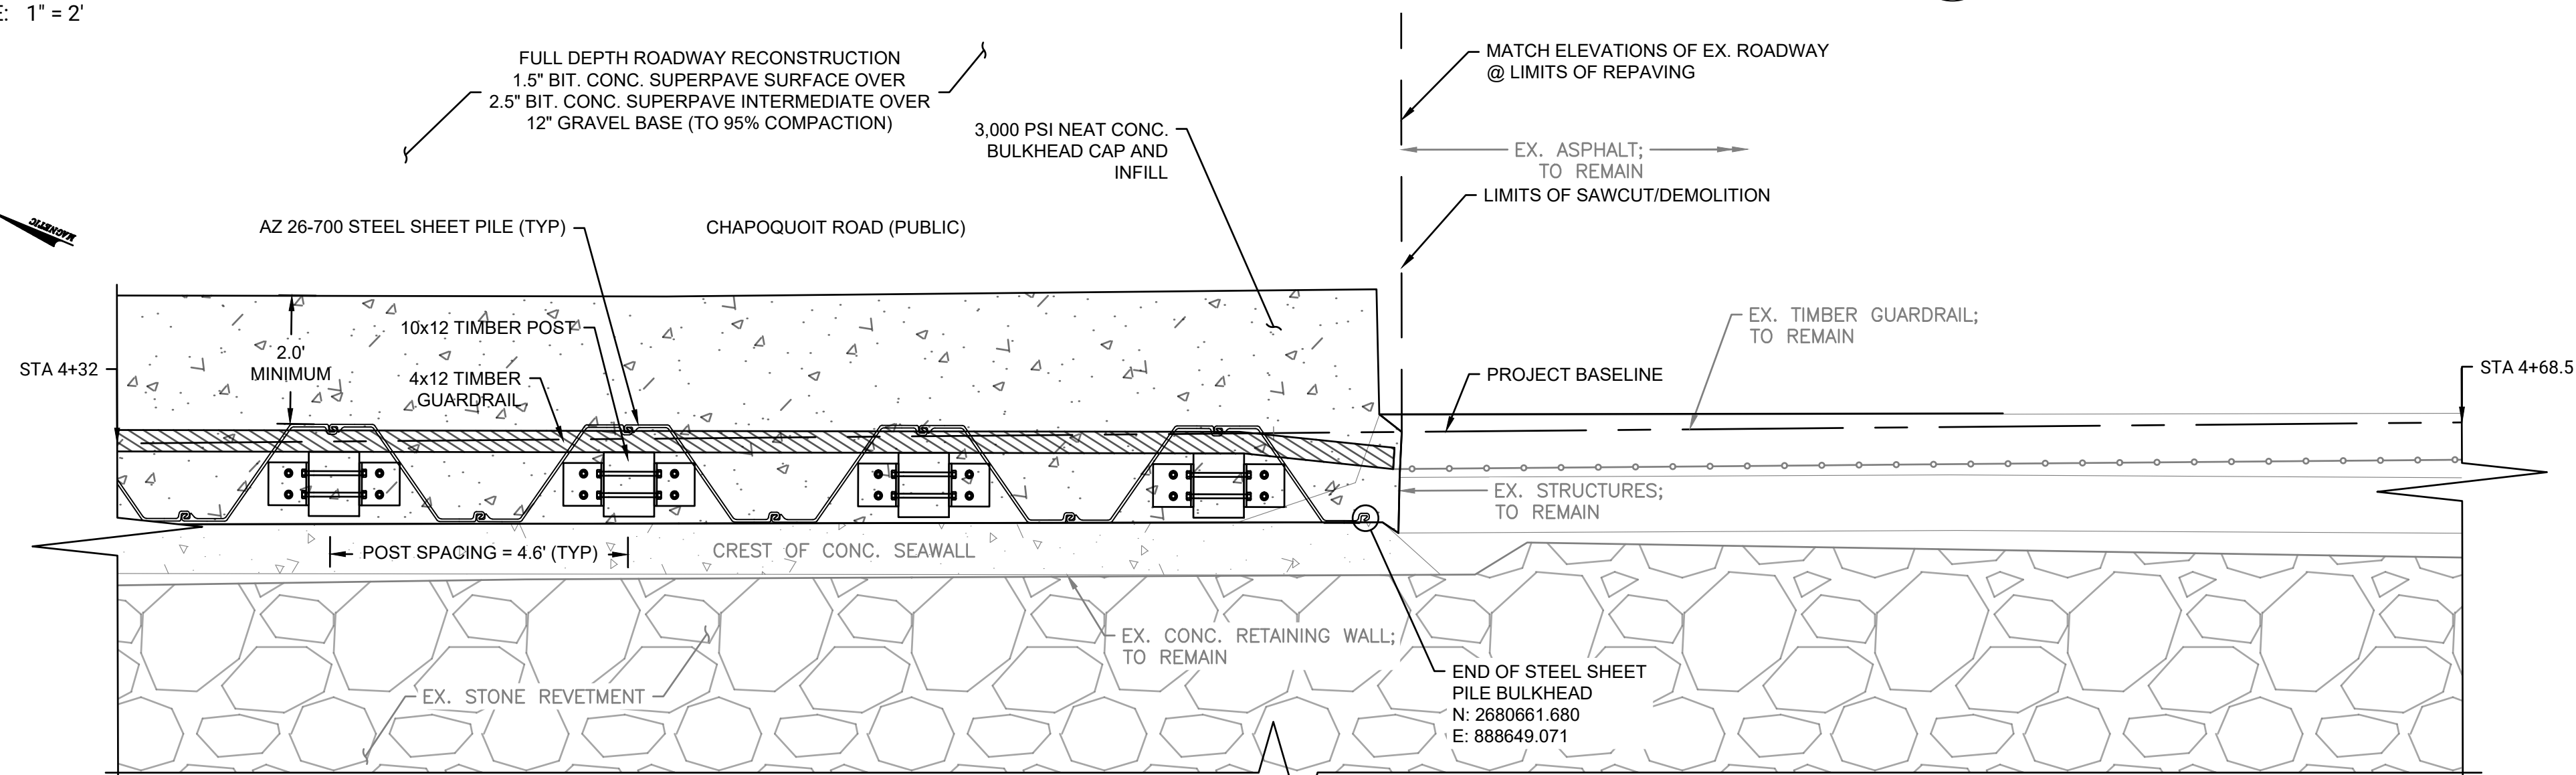 E: 1" = 2'
FULL DEPTH ROADWAY RECONSTRUCTION
1.5" BIT. CONC. SUPERPAVE SURFACE OVER
2.5" BIT. CONC. SUPERPAVE INTERMEDIATE OVER
12" GRAVEL BASE (TO 95% COMPACTION)
3,000 PSI NEAT CONC.
BULKHEAD CAP AND
INFILL
MATCH ELEVATIONS OF EX. ROADWAY
@ LIMITS OF REPAVING
EX. ASPHALT;
TO REMAIN
LIMITS OF SAWCUT/DEMOLITION
MAGNETIC
AZ 26-700 STEEL SHEET PILE (TYP)
CHAPOQUOIT ROAD (PUBLIC)
10x12 TIMBER POST
2.0'
MINIMUM
4x12 TIMBER
GUARDRAIL
STA 4+32
EX. TIMBER GUARDRAIL;
TO REMAIN
PROJECT BASELINE
STA 4+68.5
EX. STRUCTURES;
TO REMAIN
POST SPACING = 4.6' (TYP)
CREST OF CONC. SEAWALL
EX. CONC. RETAINING WALL;
TO REMAIN
EX. STONE REVETMENT
END OF STEEL SHEET
PILE BULKHEAD
N: 2680661.680
E: 888649.071